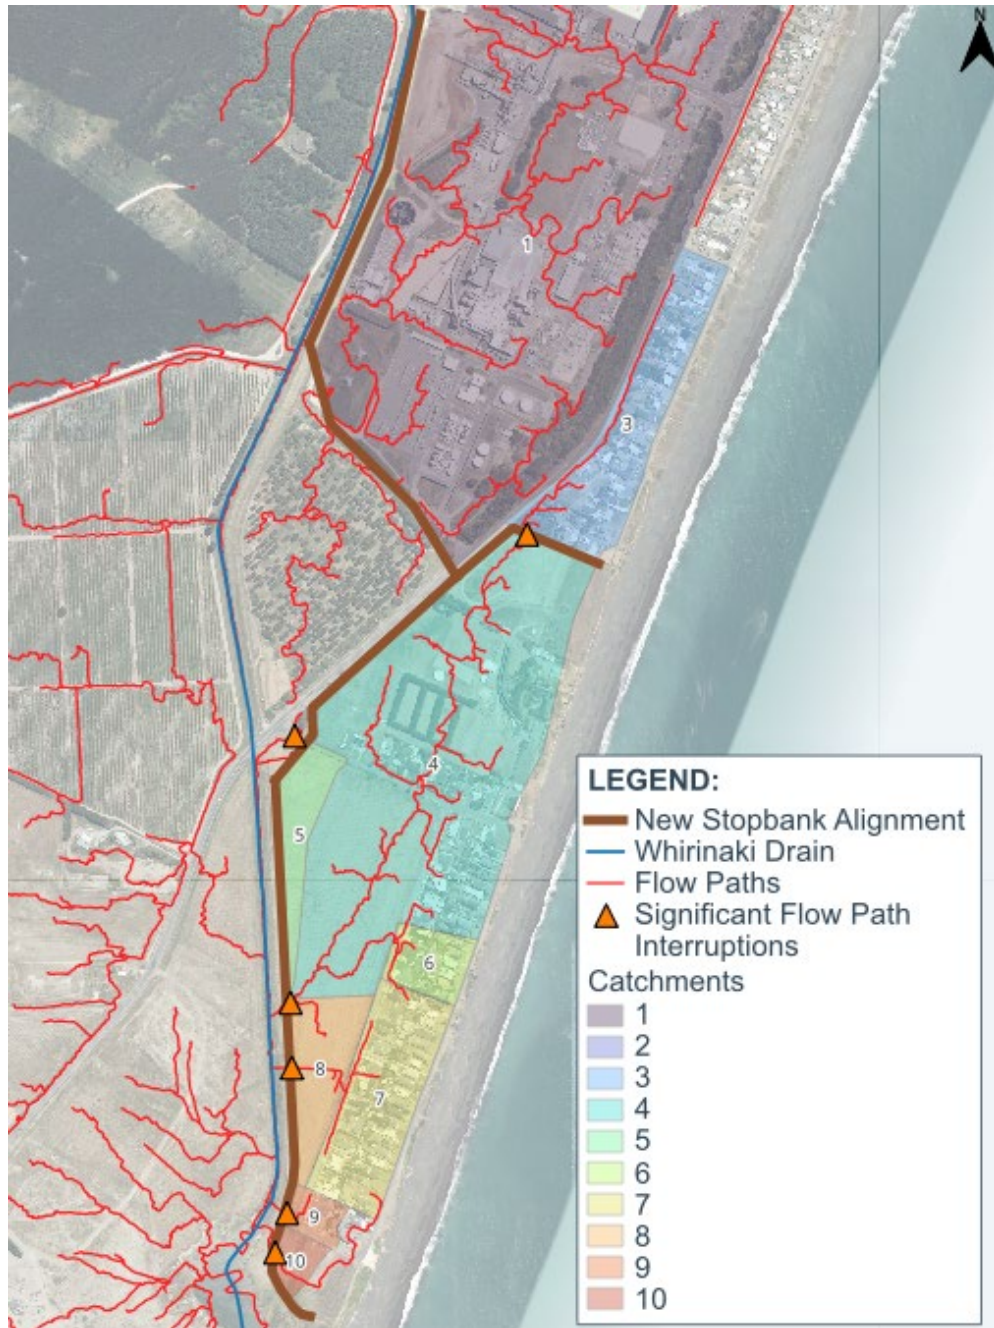 N
1
3
4
5
6
8
7
9
10
LEGEND:
New Stopbank Alignment
Whirinaki Drain
Flow Paths
Significant Flow Path
Interruptions
Catchments
1
2
3
4
5
6
7
8
9
10